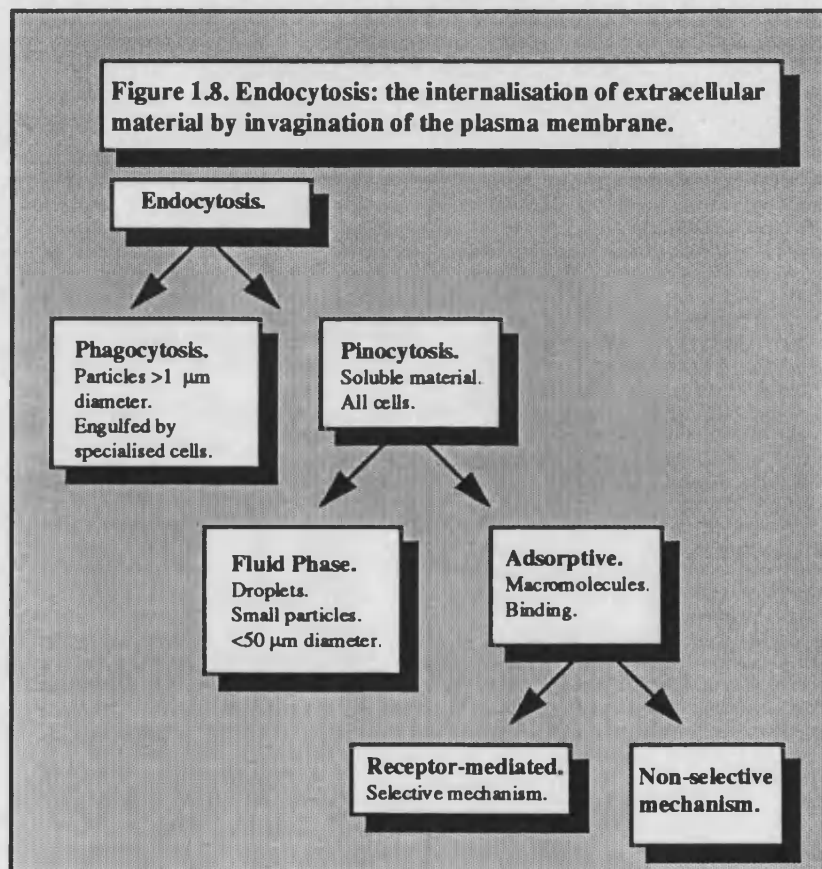 Figure 1.8. Endocytosis: the internalisation of extracellular
material by invagination of the plasma membrane.
Endocytosis.
Phagocytosis.
Particles >1 µm
diameter.
Engulfed by
specialised cells.
Pinocytosis.
Soluble material.
All cells.
Fluid Phase.
Droplets.
Small particles.
<50 µm diameter.
Adsorptive.
Macromolecules.
Binding.
Receptor-mediated.
Selective mechanism.
Non-selective
mechanism.